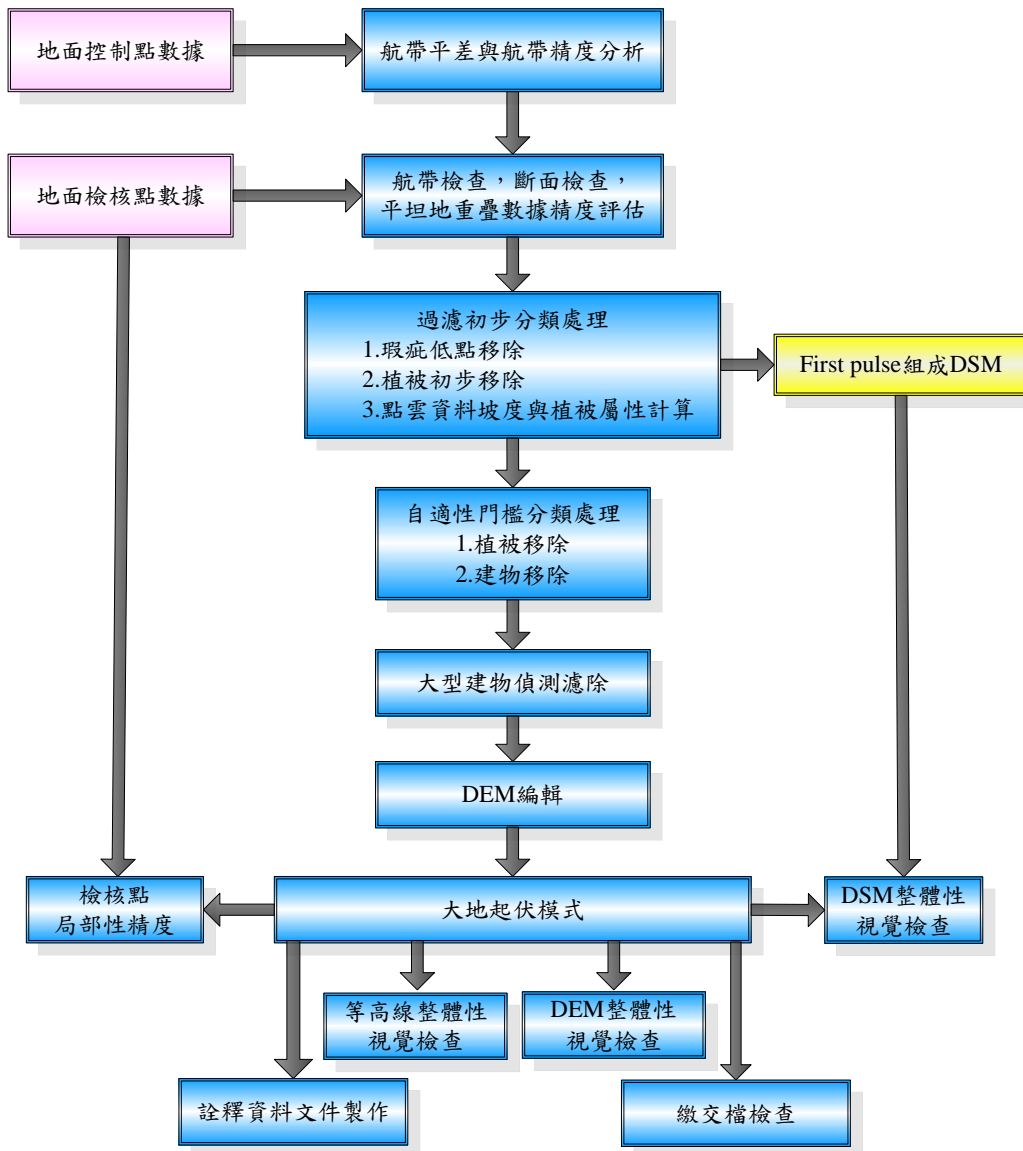 地面控制點數據
航帶平差與航帶精度分析
地面檢核點數據
航帶檢查，斷面檢查，
平坦地重疊數據精度評估
過濾初步分類處理
1.瑕疵低點移除
2.植被初步移除
3.點雲資料坡度與植被屬性計算
First pulse組成DSM
自適性門檻分類處理
1.植被移除
2.建物移除
大型建物偵測濾除
DEM編輯
檢核點
局部性精度
大地起伏模式
DSM整體性
視覺檢查
等高線整體性
視覺檢查
DEM整體性
視覺檢查
詮釋資料文件製作
繳交檔檢查